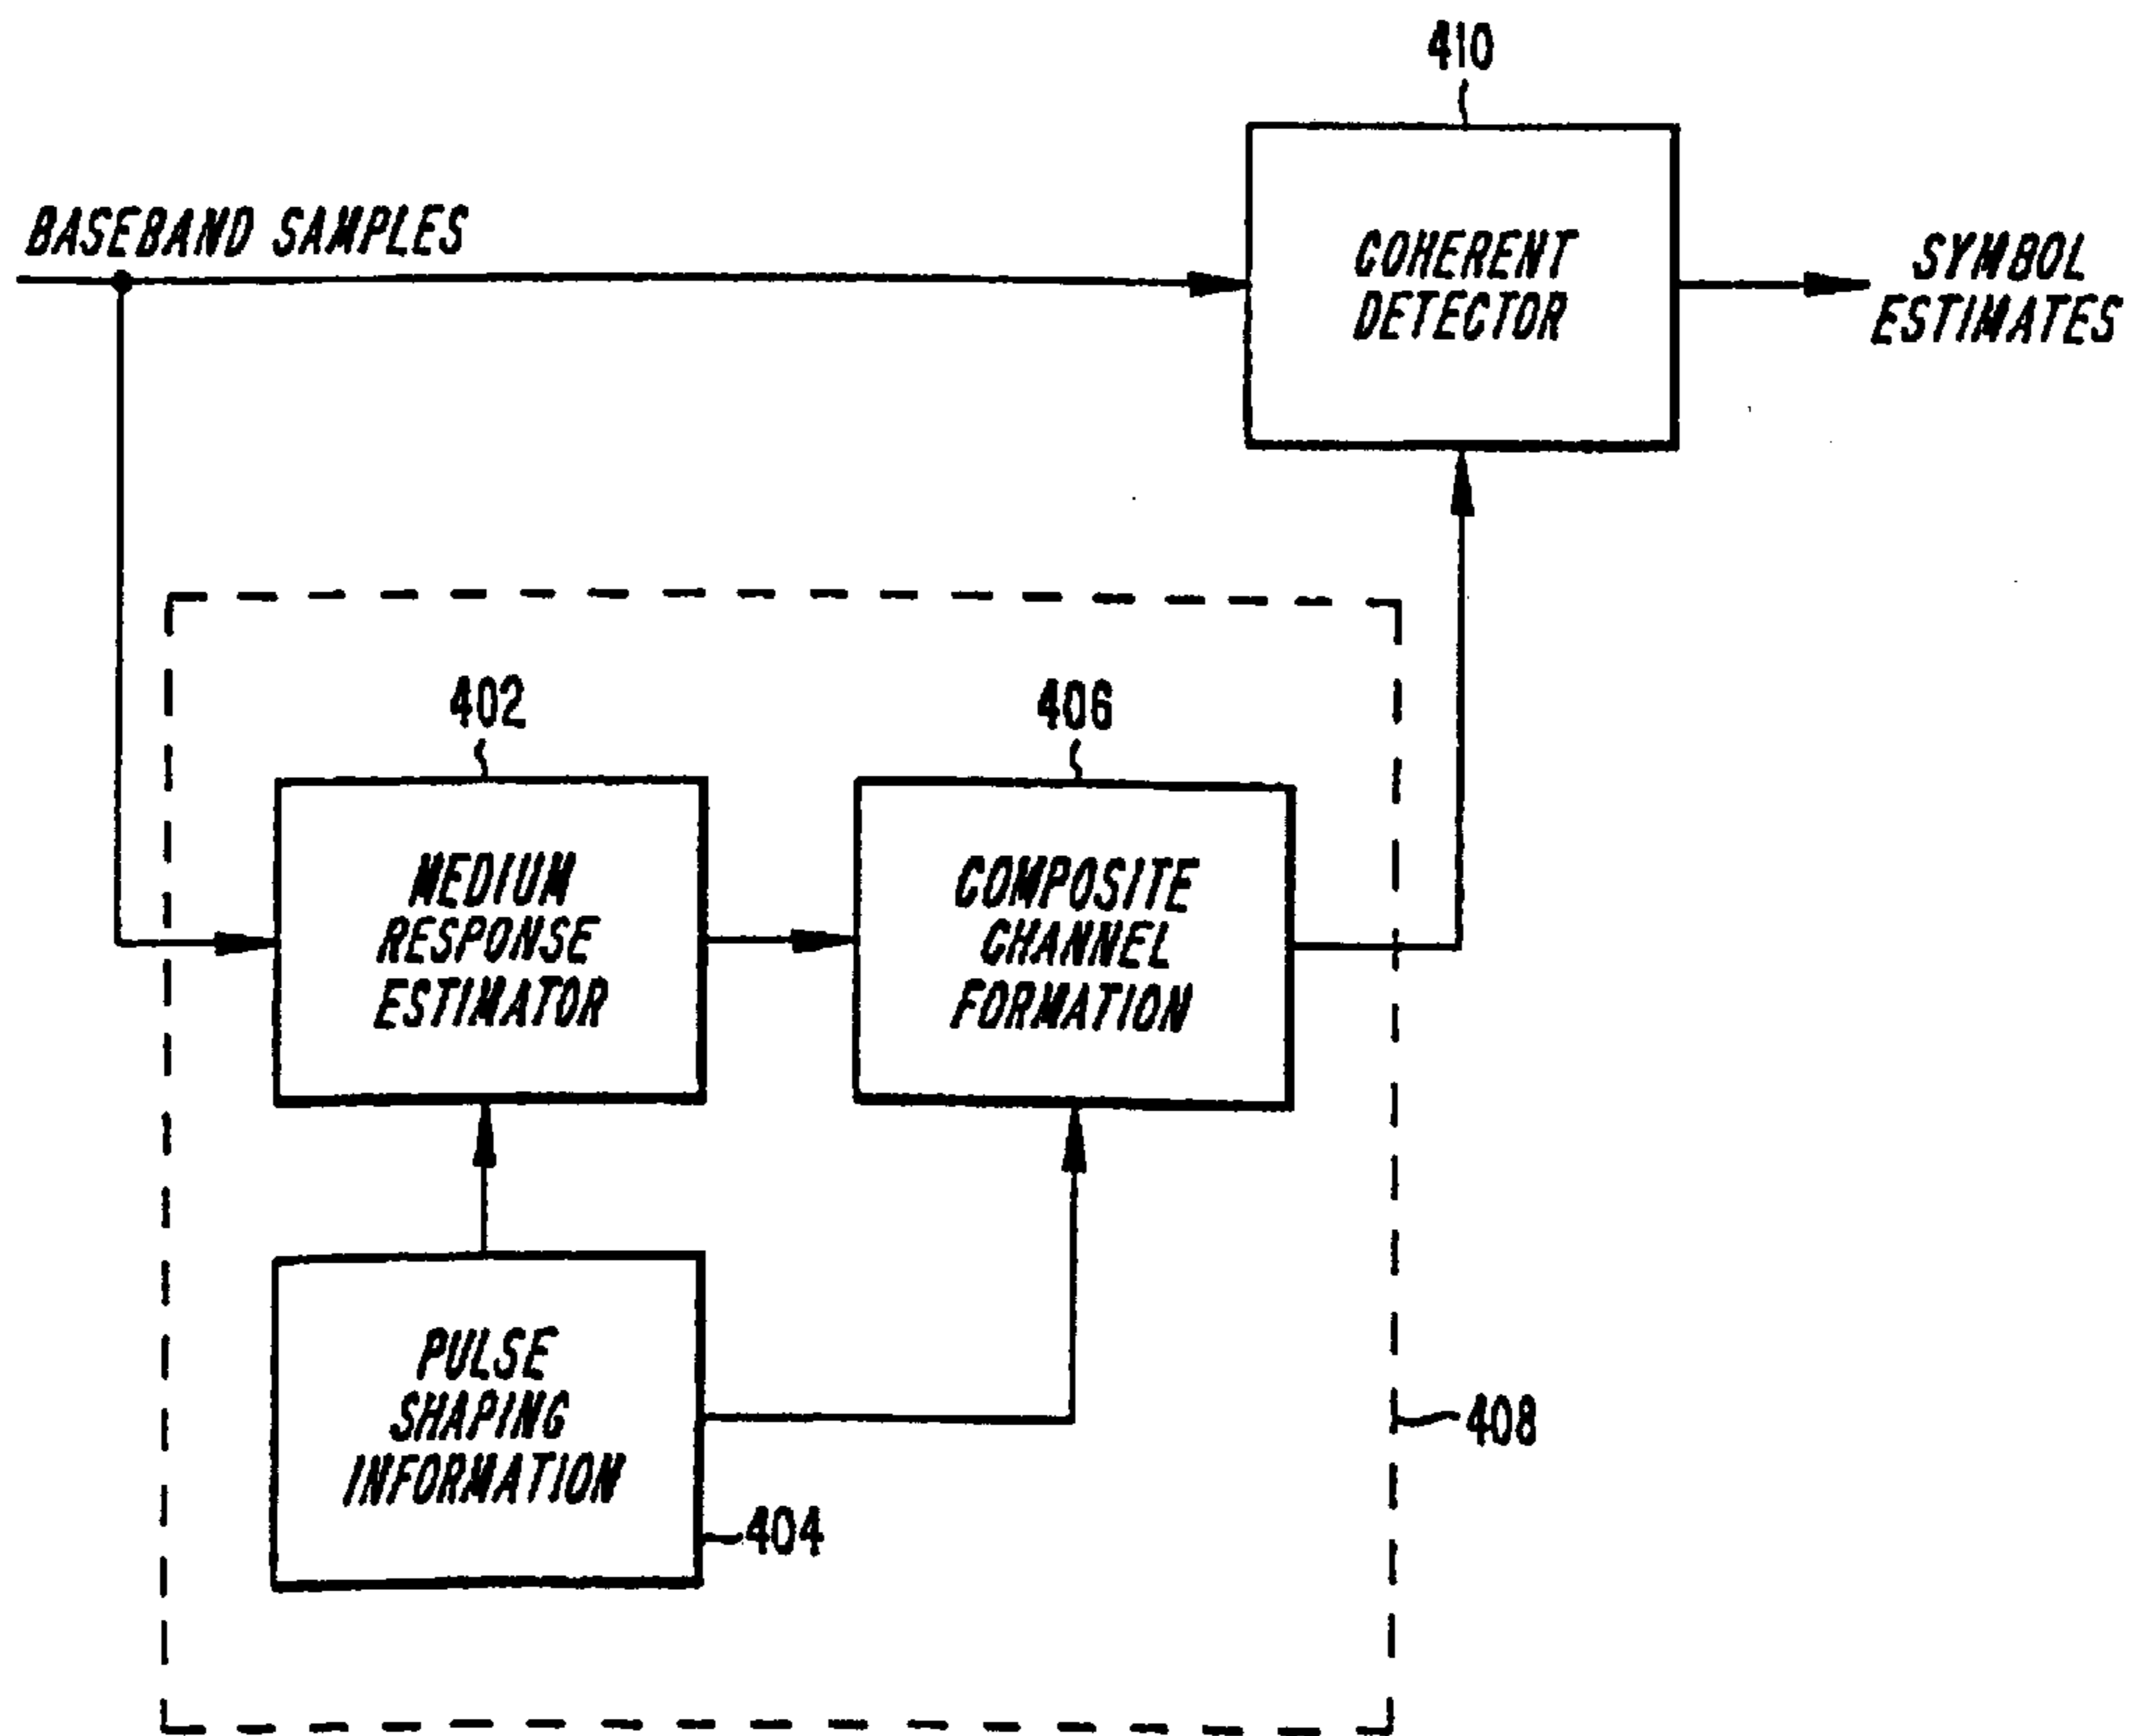 410
BASEBAND SAMPLES
COHERENT
DETECTOR
SYMBOL
ESTIMATES
402
406
MEDIUM
RESPONSE
ESTIMATOR
COMPOSITE
CHANNEL
FORMATION
PULSE
SHAPING
INFORMATION
408
404